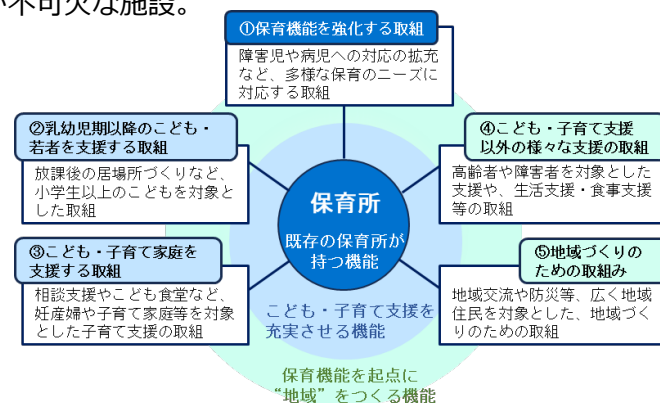 不可欠な施設。
①保育機能を強化する取組
障害児や病児への対応の拡充
など、多様な保育のニーズに
対応する取組
②乳幼児期以降のこども・
若者を支援する取組
放課後の居場所づくりなど、
小学生以上のこどもを対象と
した取組
④こども・子育て支援
以外の様々な支援の取組
高齢者や障害者を対象とした
支援や、生活支援・食事支援
等の取組
保育所
既存の保育所が
持つ機能
③こども・子育て家庭を
支援する取組
相談支援やこども食堂など、
妊産婦や子育て家庭等を対象
とした子育て支援の取組
⑤地域づくりの
ための取組み
地域交流や防災等、広く地域
住民を対象とした、地域づく
りのための取組
こども・子育て支援を
充実させる機能
保育機能を起点に
“地域”をつくる機能